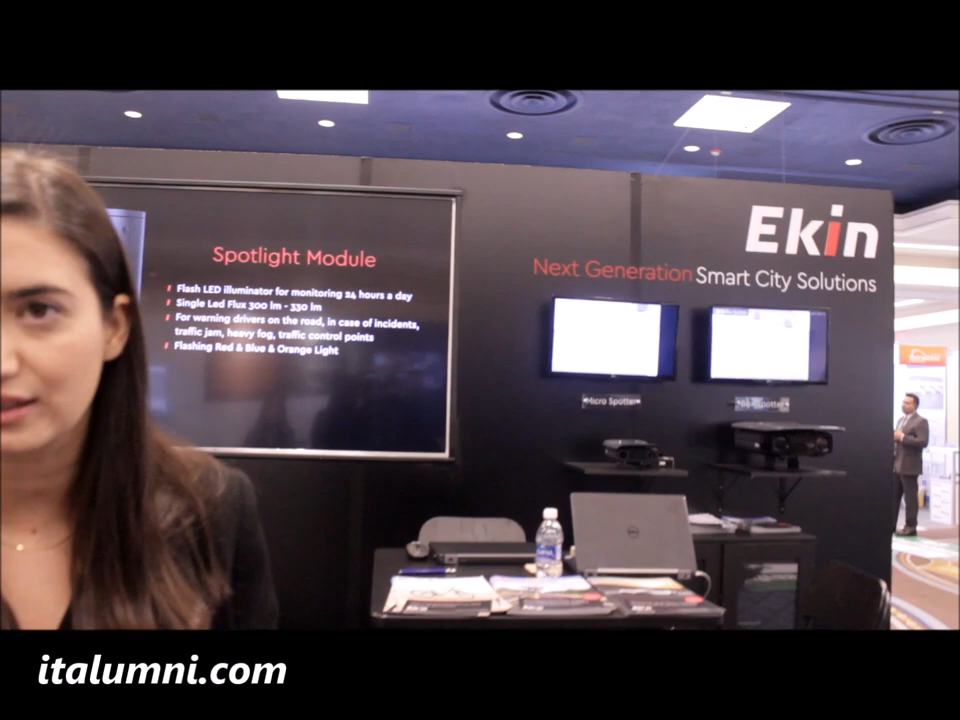 Ekin
Next Generation Smart City Solutions
Spotlight Module
Flash LED illuminator for monitoring 24 hours a day
Single Led Flux 300 lm - 330 lm
For warning drivers on the road, in case of incidents,
traffic jam, heavy fog, traffic control points
Flashing Red & Blue & Orange Light
Micro Spotter
italumni.com